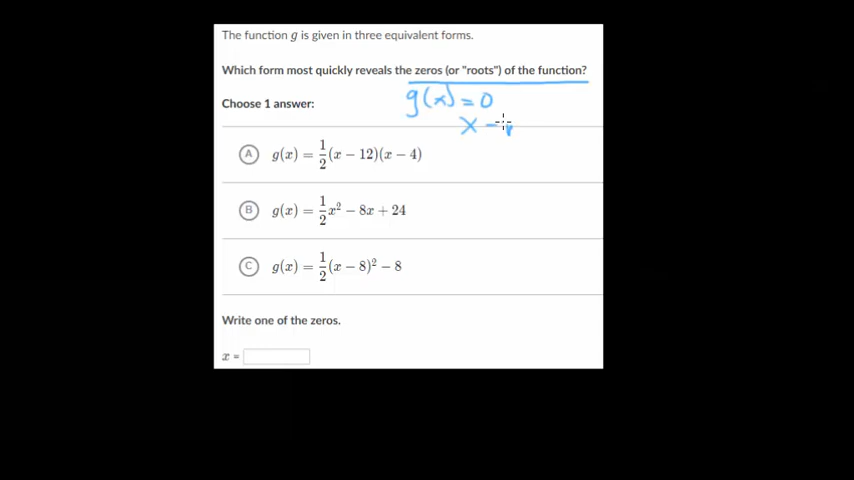 The function g is given in three equivalent forms.
Which form most quickly reveals the zeros (or "roots") of the function?
g(x) = 0
Choose 1 answer:
x -
A g(x) = 1/2(x − 12)(x − 4)
B g(x) = 1/2x² − 8x + 24
C g(x) = 1/2(x − 8)² − 8
Write one of the zeros.
x =